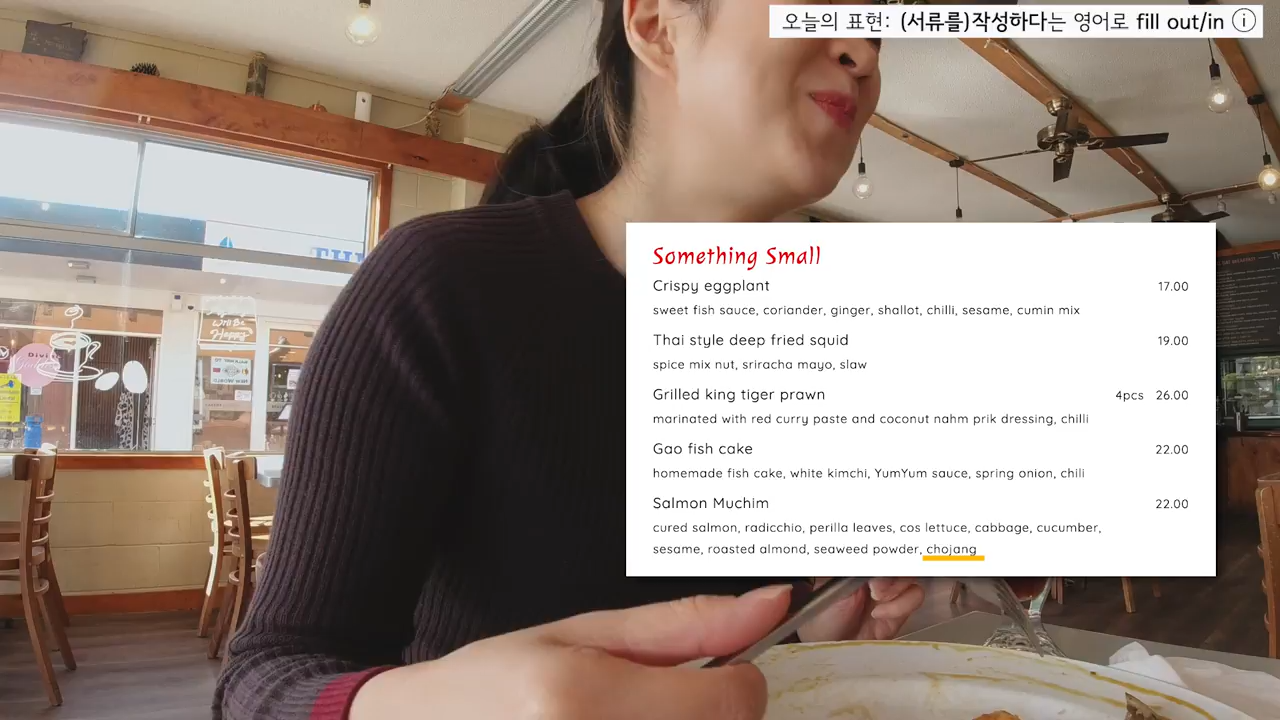 오늘의 표현: (서류를)작성하다는 영어로 fill out/in ⓘ
Something Small
Crispy eggplant 17.00
sweet fish sauce, coriander, ginger, shallot, chilli, sesame, cumin mix
Thai style deep fried squid 19.00
spice mix nut, sriracha mayo, slaw
Grilled king tiger prawn 4pcs 26.00
marinated with red curry paste and coconut nahm prik dressing, chilli
Gao fish cake 22.00
homemade fish cake, white kimchi, YumYum sauce, spring onion, chili
Salmon Muchim 22.00
cured salmon, radicchio, perilla leaves, cos lettuce, cabbage, cucumber,
sesame, roasted almond, seaweed powder, chojang